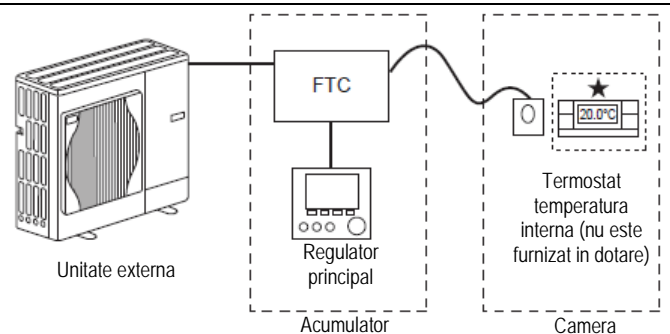 FTC
20.0°C
Unitate externa
Regulator
principal
Termostat
temperatura
interna (nu este
furnizat in dotare)
Acumulator
Camera